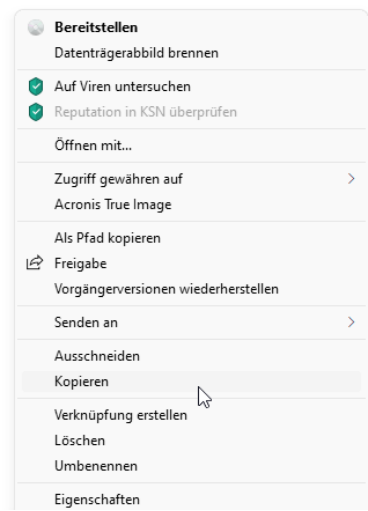 Bereitstellen
Datenträgerabbild brennen
Auf Viren untersuchen
Reputation in KSN überprüfen
Öffnen mit...
Zugriff gewähren auf
Acronis True Image
Als Pfad kopieren
Freigabe
Vorgängerversionen wiederherstellen
Senden an
Ausschneiden
Kopieren
Verknüpfung erstellen
Löschen
Umbenennen
Eigenschaften